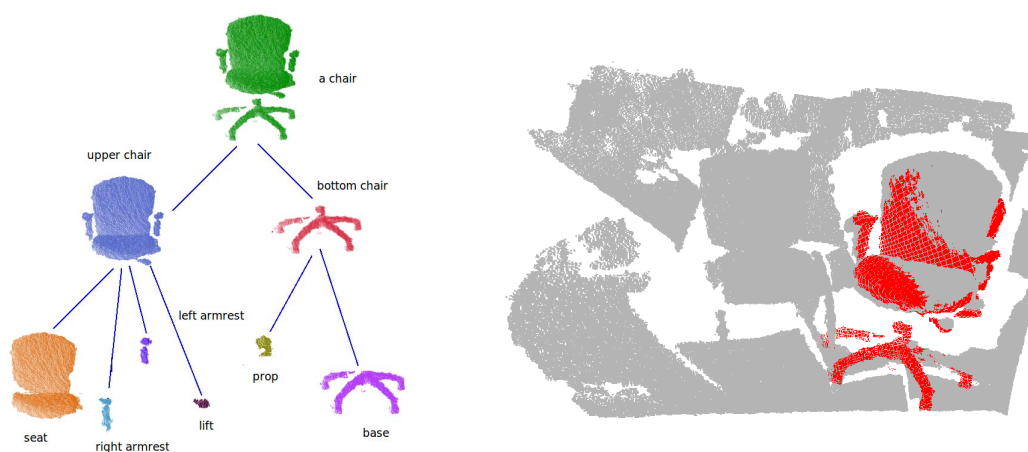 a chair
upper chair
bottom chair
left armrest
prop
lift
base
seat
right armrest